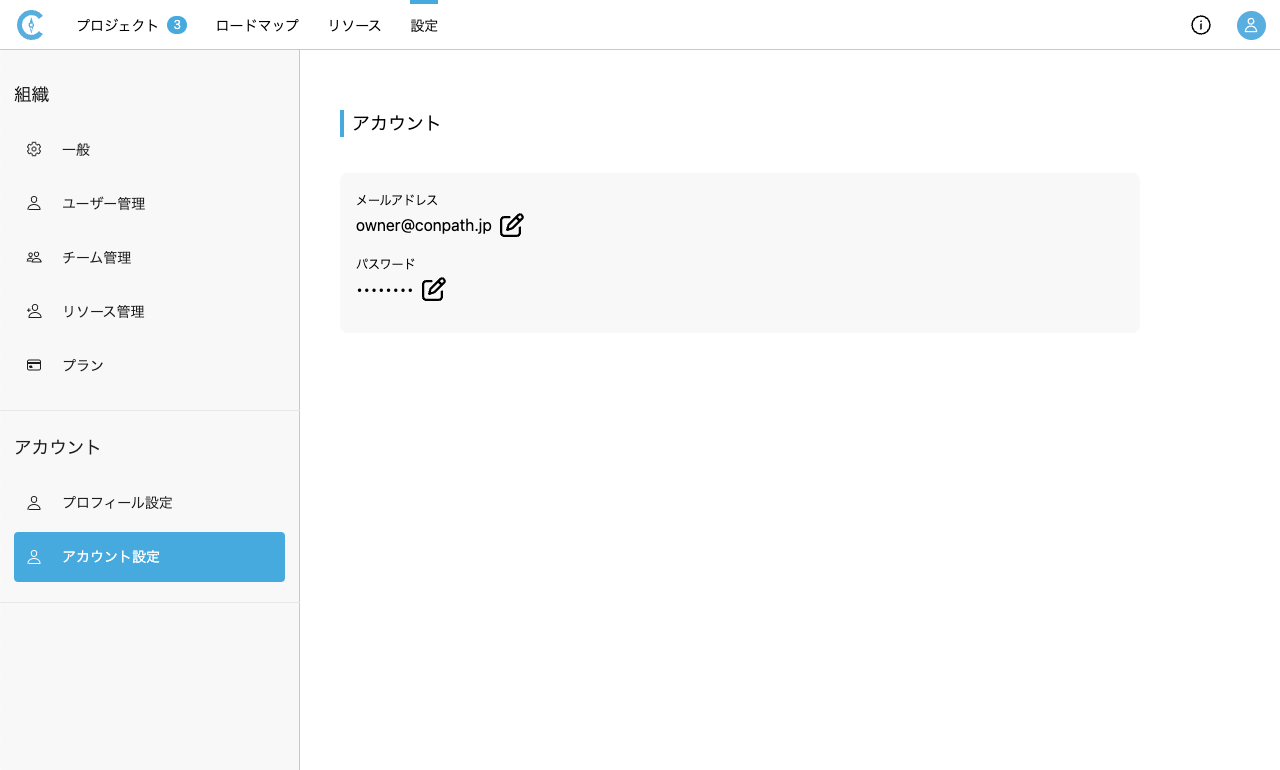 プロジェクト 3 ロードマップ リソース 設定
組織
一般
ユーザー管理
チーム管理
リソース管理
プラン
アカウント
プロフィール設定
アカウント設定
アカウント
メールアドレス
owner@conpath.jp
パスワード
••••••••